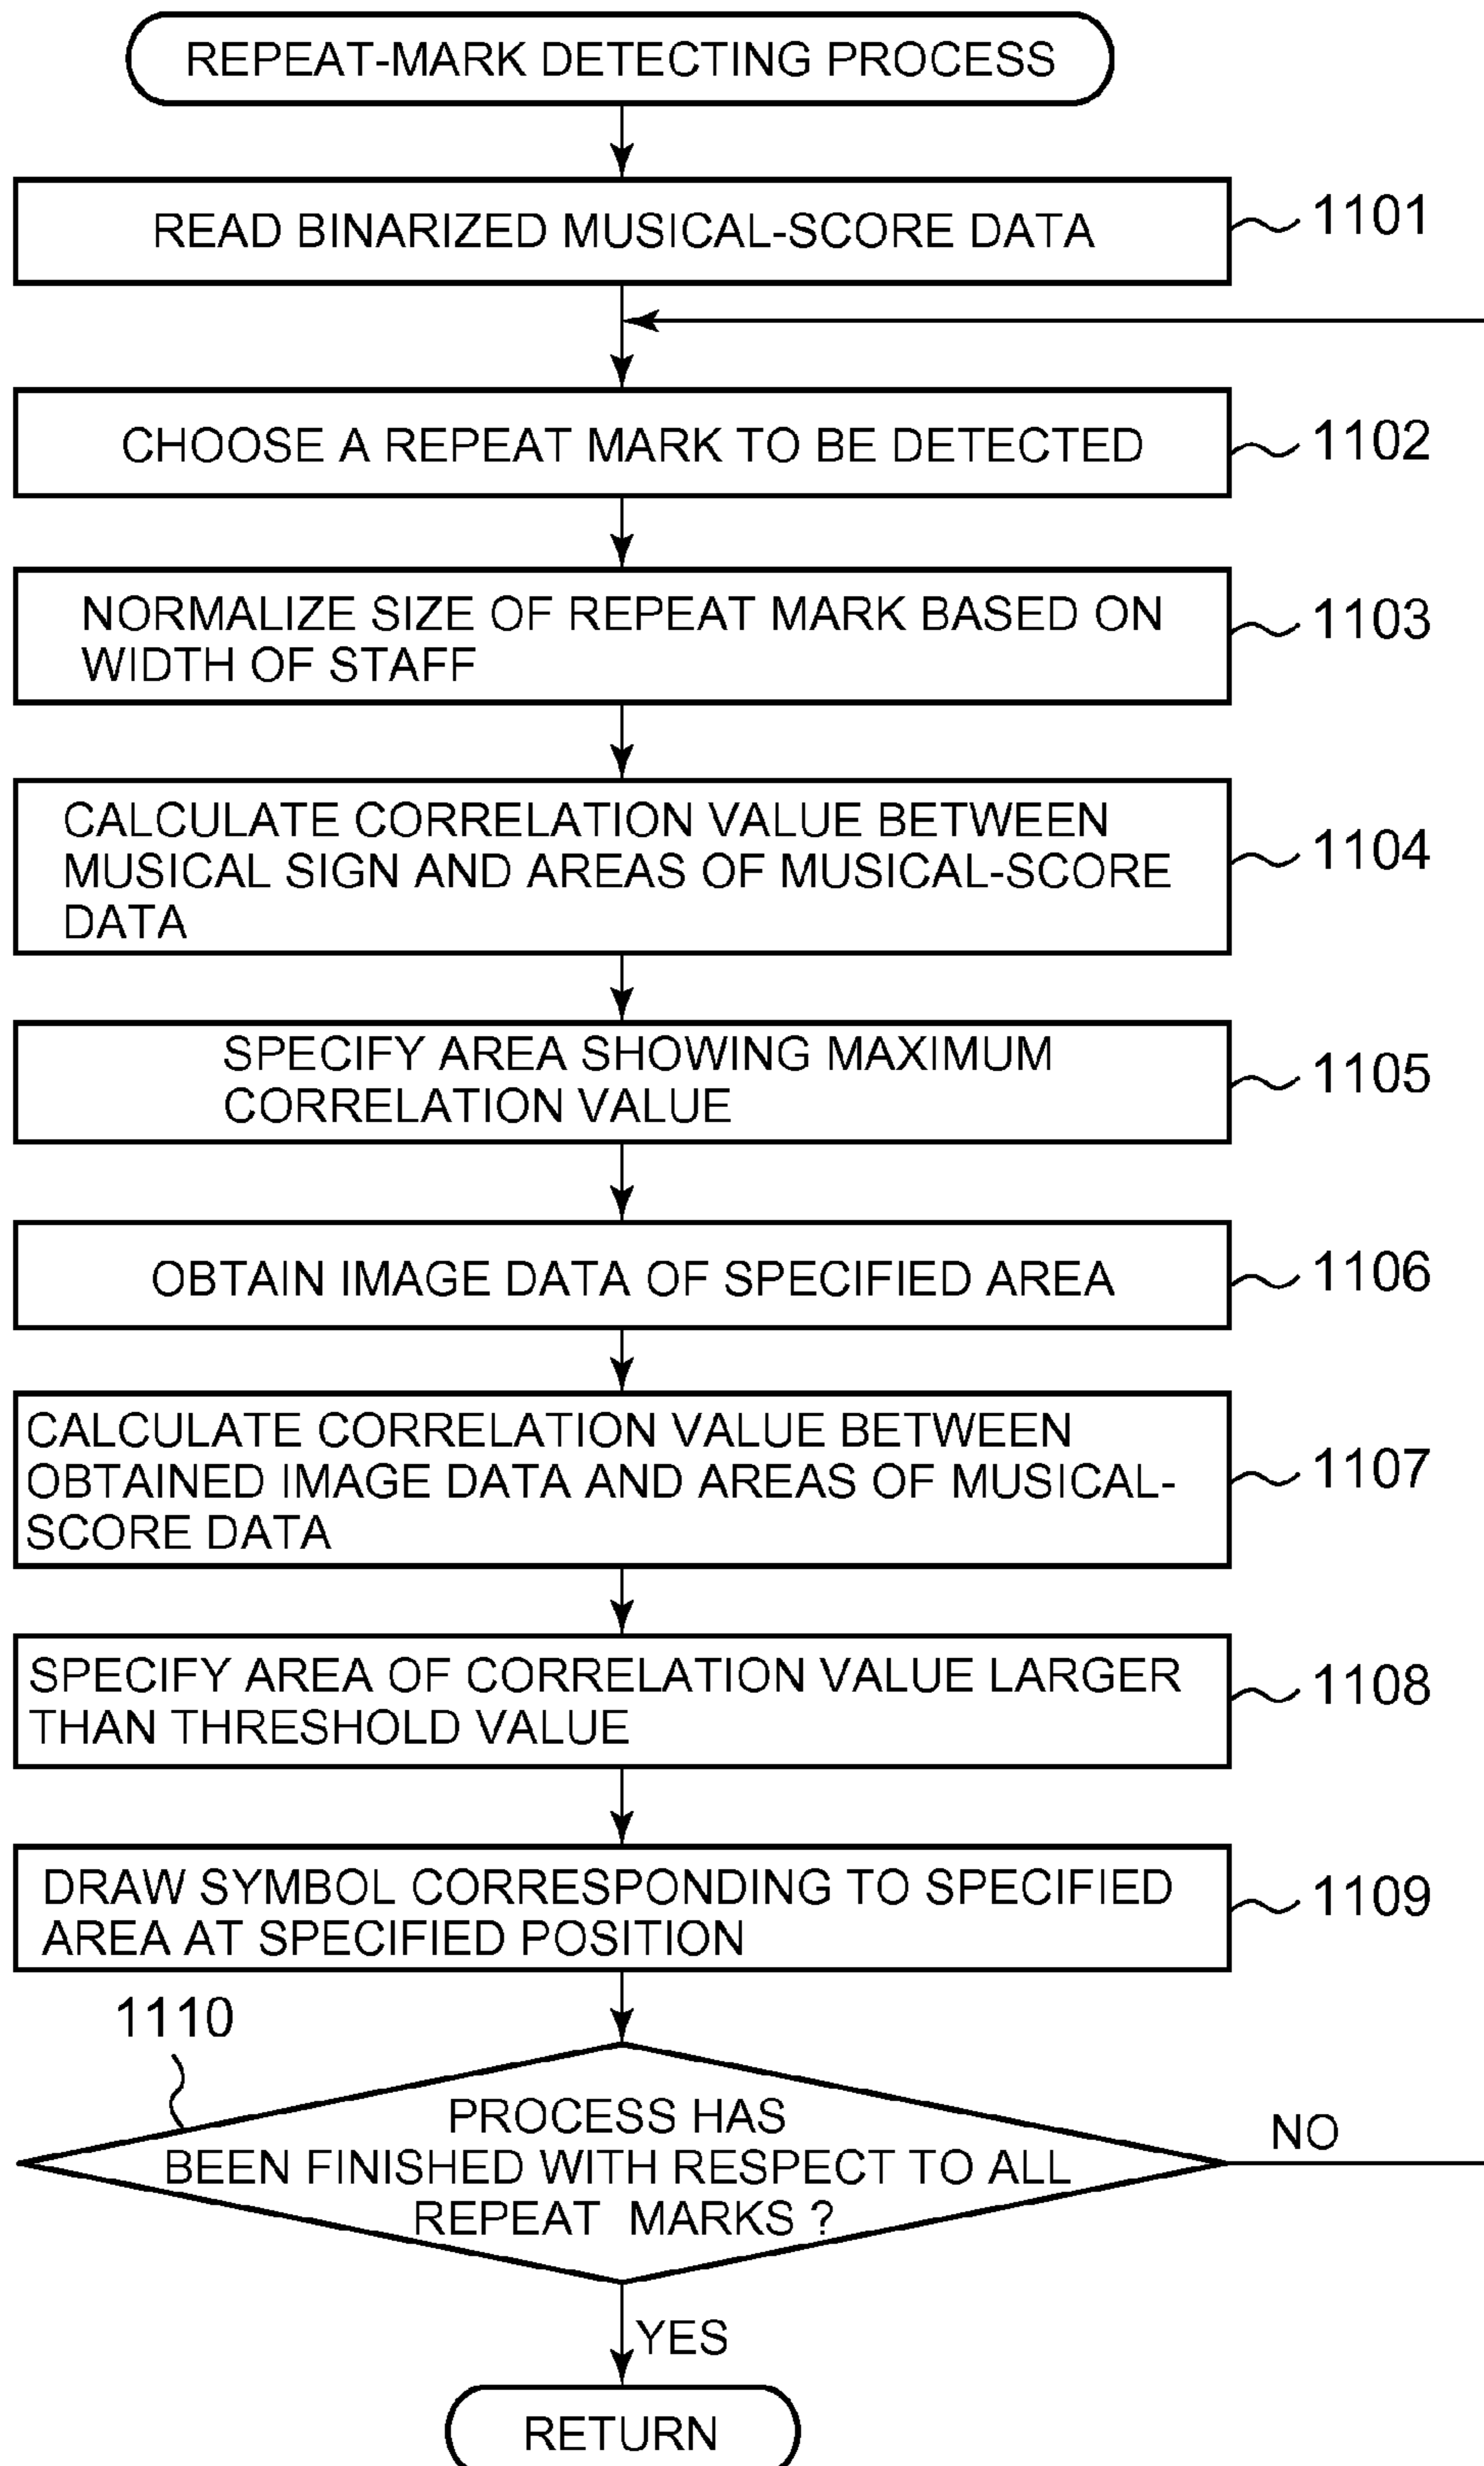 REPEAT-MARK DETECTING PROCESS
READ BINARIZED MUSICAL-SCORE DATA
1101
CHOOSE A REPEAT MARK TO BE DETECTED
1102
NORMALIZE SIZE OF REPEAT MARK BASED ON
WIDTH OF STAFF
1103
CALCULATE CORRELATION VALUE BETWEEN
MUSICAL SIGN AND AREAS OF MUSICAL-SCORE
DATA
1104
SPECIFY AREA SHOWING MAXIMUM
CORRELATION VALUE
1105
OBTAIN IMAGE DATA OF SPECIFIED AREA
1106
CALCULATE CORRELATION VALUE BETWEEN
OBTAINED IMAGE DATA AND AREAS OF MUSICAL-
SCORE DATA
1107
SPECIFY AREA OF CORRELATION VALUE LARGER
THAN THRESHOLD VALUE
1108
DRAW SYMBOL CORRESPONDING TO SPECIFIED
AREA AT SPECIFIED POSITION
1109
1110
PROCESS HAS
BEEN FINISHED WITH RESPECT TO ALL
REPEAT MARKS ?
NO
YES
RETURN